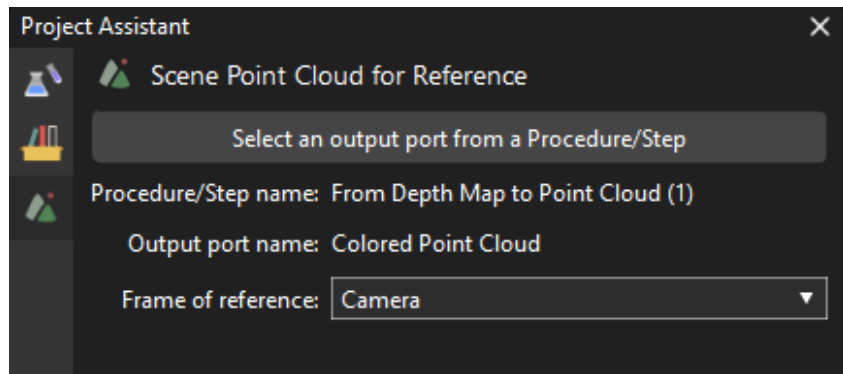 Project Assistant
Scene Point Cloud for Reference
Select an output port from a Procedure/Step
Procedure/Step name: From Depth Map to Point Cloud (1)
Output port name: Colored Point Cloud
Frame of reference: Camera